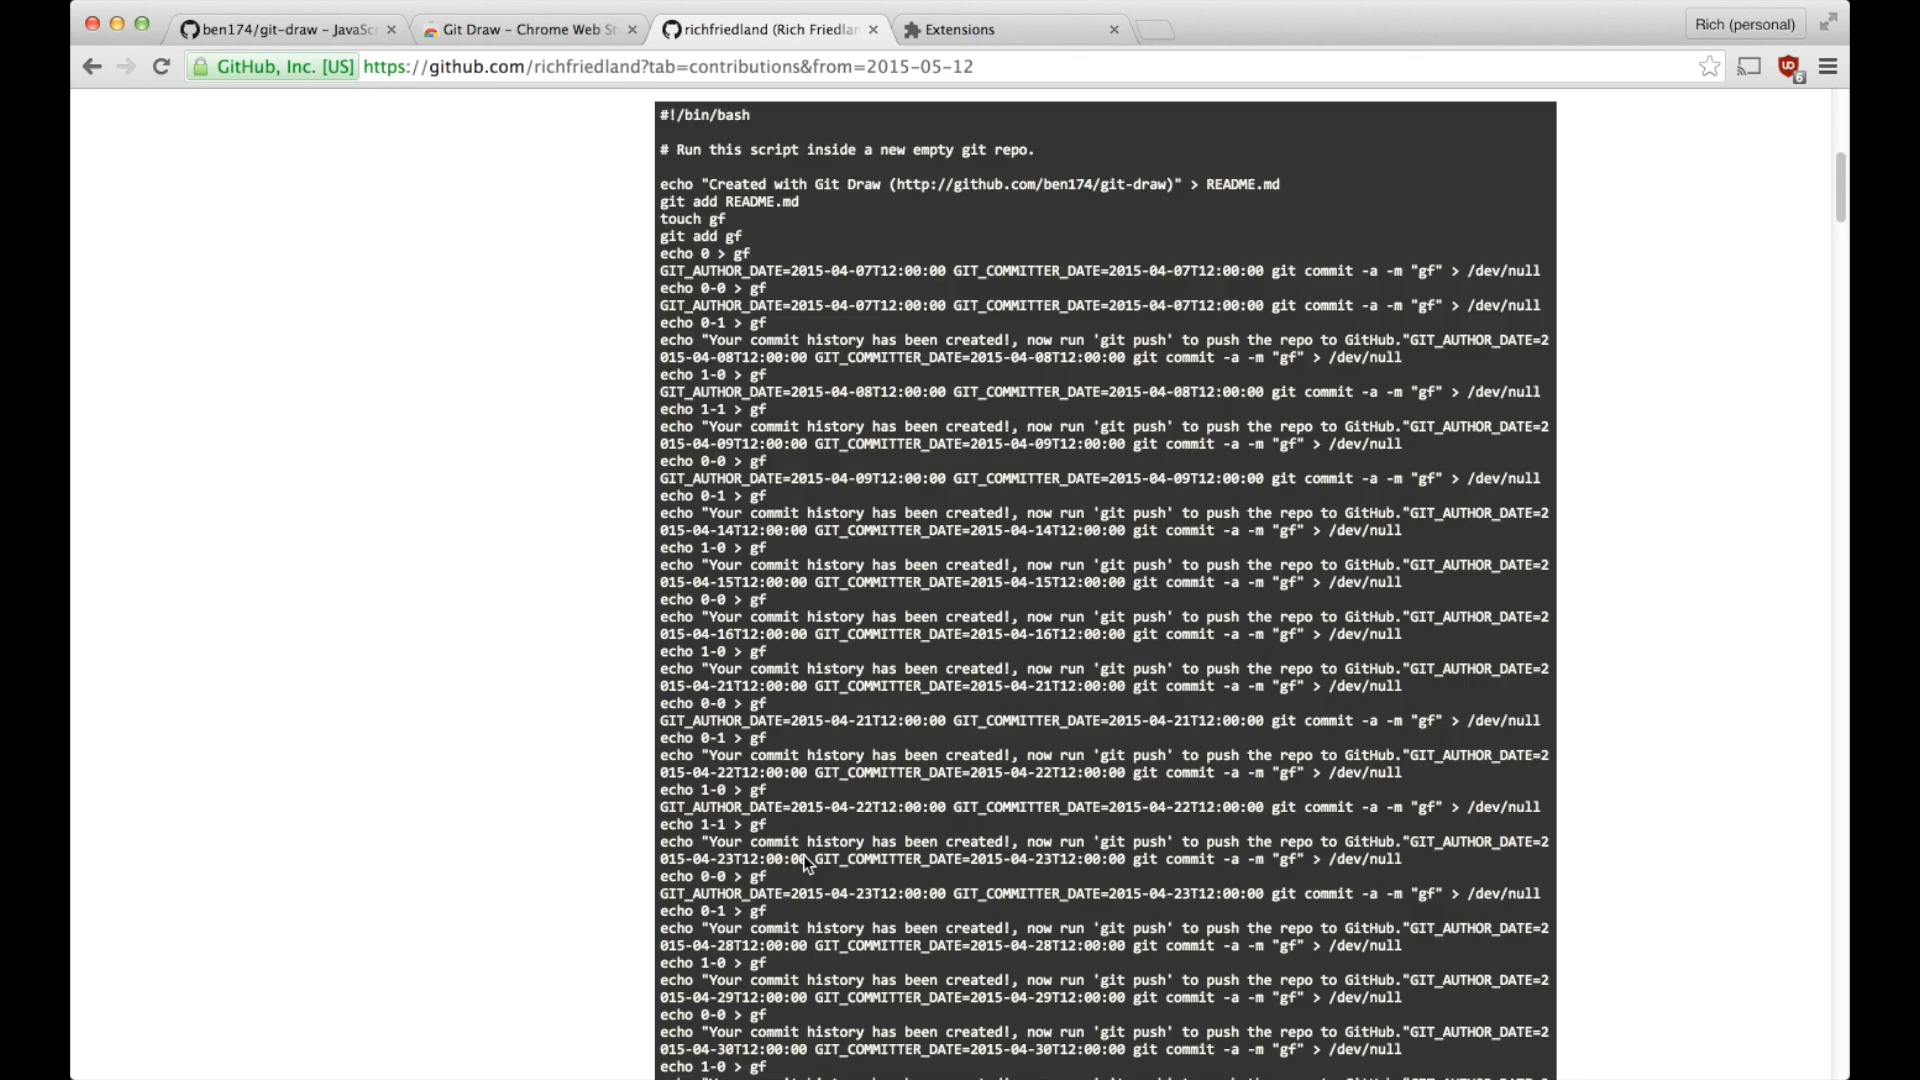 ben174/git-draw – JavaSc
Git Draw – Chrome Web St
richfriedland (Rich Friedlan
Extensions
Rich (personal)
GitHub, Inc. [US]
https://github.com/richfriedland?tab=contributions&from=2015-05-12
6
#!/bin/bash
# Run this script inside a new empty git repo.
echo "Created with Git Draw (http://github.com/ben174/git-draw)" > README.md
git add README.md
touch gf
git add gf
echo 0 > gf
GIT_AUTHOR_DATE=2015-04-07T12:00:00 GIT_COMMITTER_DATE=2015-04-07T12:00:00 git commit -a -m "gf" > /dev/null
echo 0-0 > gf
GIT_AUTHOR_DATE=2015-04-07T12:00:00 GIT_COMMITTER_DATE=2015-04-07T12:00:00 git commit -a -m "gf" > /dev/null
echo 0-1 > gf
echo "Your commit history has been created!, now run 'git push' to push the repo to GitHub."GIT_AUTHOR_DATE=2
015-04-08T12:00:00 GIT_COMMITTER_DATE=2015-04-08T12:00:00 git commit -a -m "gf" > /dev/null
echo 1-0 > gf
GIT_AUTHOR_DATE=2015-04-08T12:00:00 GIT_COMMITTER_DATE=2015-04-08T12:00:00 git commit -a -m "gf" > /dev/null
echo 1-1 > gf
echo "Your commit history has been created!, now run 'git push' to push the repo to GitHub."GIT_AUTHOR_DATE=2
015-04-09T12:00:00 GIT_COMMITTER_DATE=2015-04-09T12:00:00 git commit -a -m "gf" > /dev/null
echo 0-0 > gf
GIT_AUTHOR_DATE=2015-04-09T12:00:00 GIT_COMMITTER_DATE=2015-04-09T12:00:00 git commit -a -m "gf" > /dev/null
echo 0-1 > gf
echo "Your commit history has been created!, now run 'git push' to push the repo to GitHub."GIT_AUTHOR_DATE=2
015-04-14T12:00:00 GIT_COMMITTER_DATE=2015-04-14T12:00:00 git commit -a -m "gf" > /dev/null
echo 1-0 > gf
echo "Your commit history has been created!, now run 'git push' to push the repo to GitHub."GIT_AUTHOR_DATE=2
015-04-15T12:00:00 GIT_COMMITTER_DATE=2015-04-15T12:00:00 git commit -a -m "gf" > /dev/null
echo 0-0 > gf
echo "Your commit history has been created!, now run 'git push' to push the repo to GitHub."GIT_AUTHOR_DATE=2
015-04-16T12:00:00 GIT_COMMITTER_DATE=2015-04-16T12:00:00 git commit -a -m "gf" > /dev/null
echo 1-0 > gf
echo "Your commit history has been created!, now run 'git push' to push the repo to GitHub."GIT_AUTHOR_DATE=2
015-04-21T12:00:00 GIT_COMMITTER_DATE=2015-04-21T12:00:00 git commit -a -m "gf" > /dev/null
echo 0-0 > gf
GIT_AUTHOR_DATE=2015-04-21T12:00:00 GIT_COMMITTER_DATE=2015-04-21T12:00:00 git commit -a -m "gf" > /dev/null
echo 0-1 > gf
echo "Your commit history has been created!, now run 'git push' to push the repo to GitHub."GIT_AUTHOR_DATE=2
015-04-22T12:00:00 GIT_COMMITTER_DATE=2015-04-22T12:00:00 git commit -a -m "gf" > /dev/null
echo 1-0 > gf
GIT_AUTHOR_DATE=2015-04-22T12:00:00 GIT_COMMITTER_DATE=2015-04-22T12:00:00 git commit -a -m "gf" > /dev/null
echo 1-1 > gf
echo "Your commit history has been created!, now run 'git push' to push the repo to GitHub."GIT_AUTHOR_DATE=2
015-04-23T12:00:00 GIT_COMMITTER_DATE=2015-04-23T12:00:00 git commit -a -m "gf" > /dev/null
echo 0-0 > gf
GIT_AUTHOR_DATE=2015-04-23T12:00:00 GIT_COMMITTER_DATE=2015-04-23T12:00:00 git commit -a -m "gf" > /dev/null
echo 0-1 > gf
echo "Your commit history has been created!, now run 'git push' to push the repo to GitHub."GIT_AUTHOR_DATE=2
015-04-28T12:00:00 GIT_COMMITTER_DATE=2015-04-28T12:00:00 git commit -a -m "gf" > /dev/null
echo 1-0 > gf
echo "Your commit history has been created!, now run 'git push' to push the repo to GitHub."GIT_AUTHOR_DATE=2
015-04-29T12:00:00 GIT_COMMITTER_DATE=2015-04-29T12:00:00 git commit -a -m "gf" > /dev/null
echo 0-0 > gf
echo "Your commit history has been created!, now run 'git push' to push the repo to GitHub."GIT_AUTHOR_DATE=2
015-04-30T12:00:00 GIT_COMMITTER_DATE=2015-04-30T12:00:00 git commit -a -m "gf" > /dev/null
echo 1-0 > gf